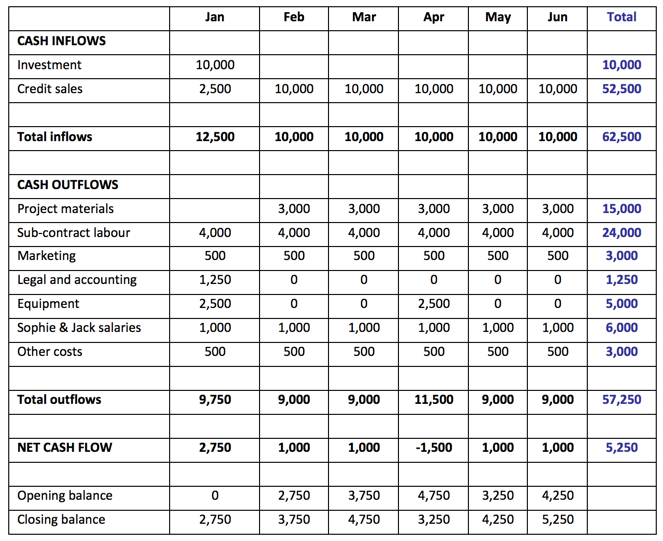 Jan Feb Mar Apr May Jun Total
CASH INFLOWS
Investment 10,000 10,000
Credit sales 2,500 10,000 10,000 10,000 10,000 10,000 52,500
Total inflows 12,500 10,000 10,000 10,000 10,000 10,000 62,500
CASH OUTFLOWS
Project materials 3,000 3,000 3,000 3,000 3,000 15,000
Sub-contract labour 4,000 4,000 4,000 4,000 4,000 4,000 24,000
Marketing 500 500 500 500 500 500 3,000
Legal and accounting 1,250 0 0 0 0 0 1,250
Equipment 2,500 0 0 2,500 0 0 5,000
Sophie & Jack salaries 1,000 1,000 1,000 1,000 1,000 1,000 6,000
Other costs 500 500 500 500 500 500 3,000
Total outflows 9,750 9,000 9,000 11,500 9,000 9,000 57,250
NET CASH FLOW 2,750 1,000 1,000 -1,500 1,000 1,000 5,250
Opening balance 0 2,750 3,750 4,750 3,250 4,250
Closing balance 2,750 3,750 4,750 3,250 4,250 5,250